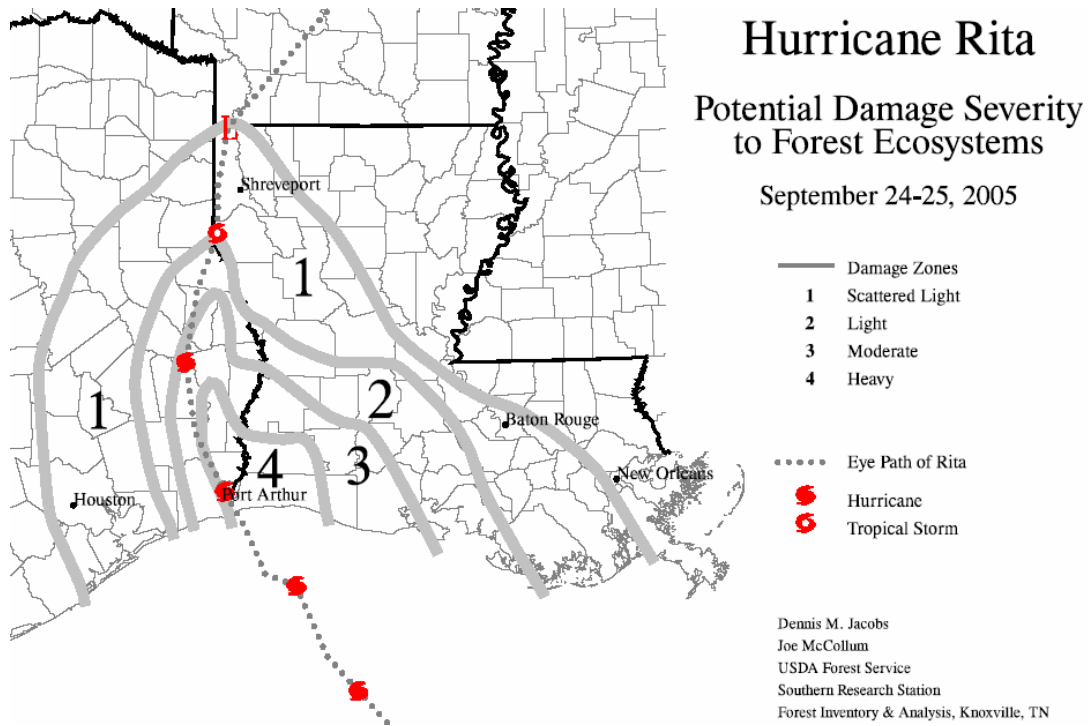 Hurricane Rita
Potential Damage Severity
to Forest Ecosystems
September 24-25, 2005
L
Shreveport
1
1
2
Baton Rouge
4
3
New Orleans
Port Arthur
Houston
Damage Zones
1 Scattered Light
2 Light
3 Moderate
4 Heavy
Eye Path of Rita
Hurricane
Tropical Storm
Dennis M. Jacobs
Joe McCollum
USDA Forest Service
Southern Research Station
Forest Inventory & Analysis, Knoxville, TN